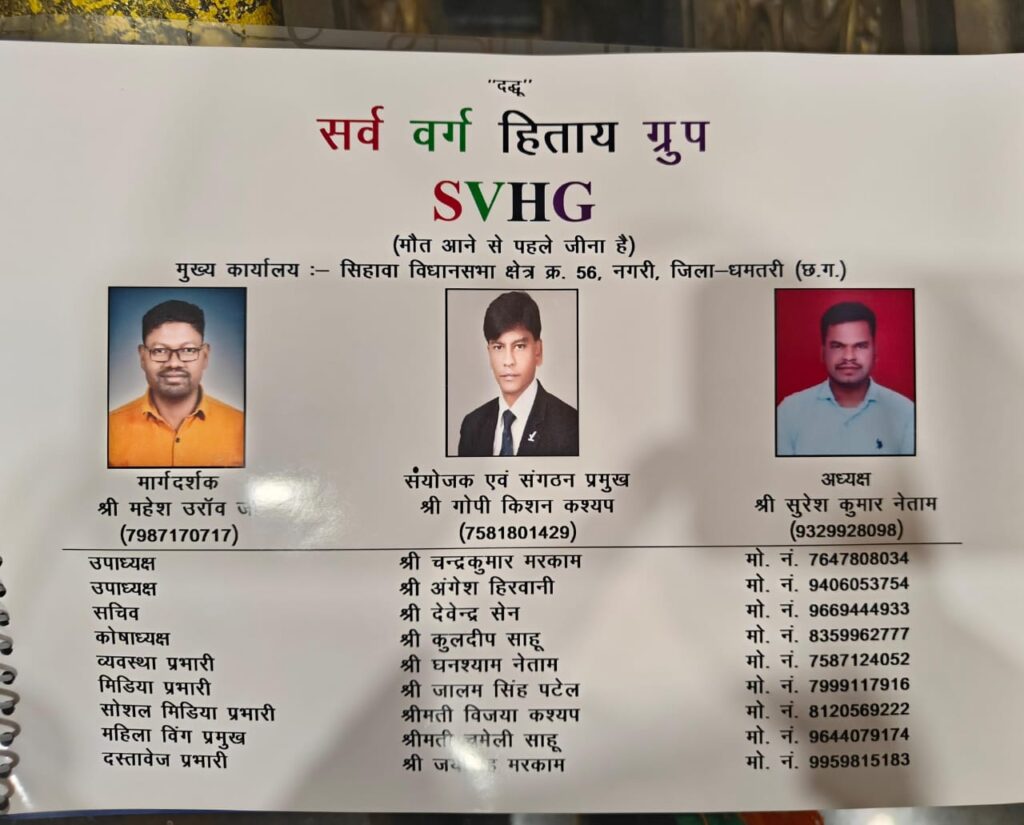 "दद्धू"
सर्व वर्ग हिताय ग्रुप
SVHG
(मौत आने से पहले जीना है)
मुख्य कार्यालय :– सिहावा विधानसभा क्षेत्र क्र. 56, नगरी, जिला–धमतरी (छ.ग.)
मार्गदर्शक
श्री महेश उरॉव
(7987170717)
संयोजक एवं संगठन प्रमुख
श्री गोपी किशन कश्यप
(7581801429)
अध्यक्ष
श्री सुरेश कुमार नेताम
(9329928098)
उपाध्यक्ष श्री चन्द्रकुमार मरकाम मो. नं. 7647808034
उपाध्यक्ष श्री अंगेश हिरवानी मो. नं. 9406053754
सचिव श्री देवेन्द्र सेन मो. नं. 9669444933
कोषाध्यक्ष श्री कुलदीप साहू मो. नं. 8359962777
व्यवस्था प्रभारी श्री घनश्याम नेताम मो. नं. 7587124052
मिडिया प्रभारी श्री जालम सिंह पटेल मो. नं. 7999117916
सोशल मिडिया प्रभारी श्रीमती विजया कश्यप मो. नं. 8120569222
महिला विंग प्रमुख श्रीमती साहू मो. नं. 9644079174
दस्तावेज प्रभारी श्री मरकाम मो. नं. 9959815183